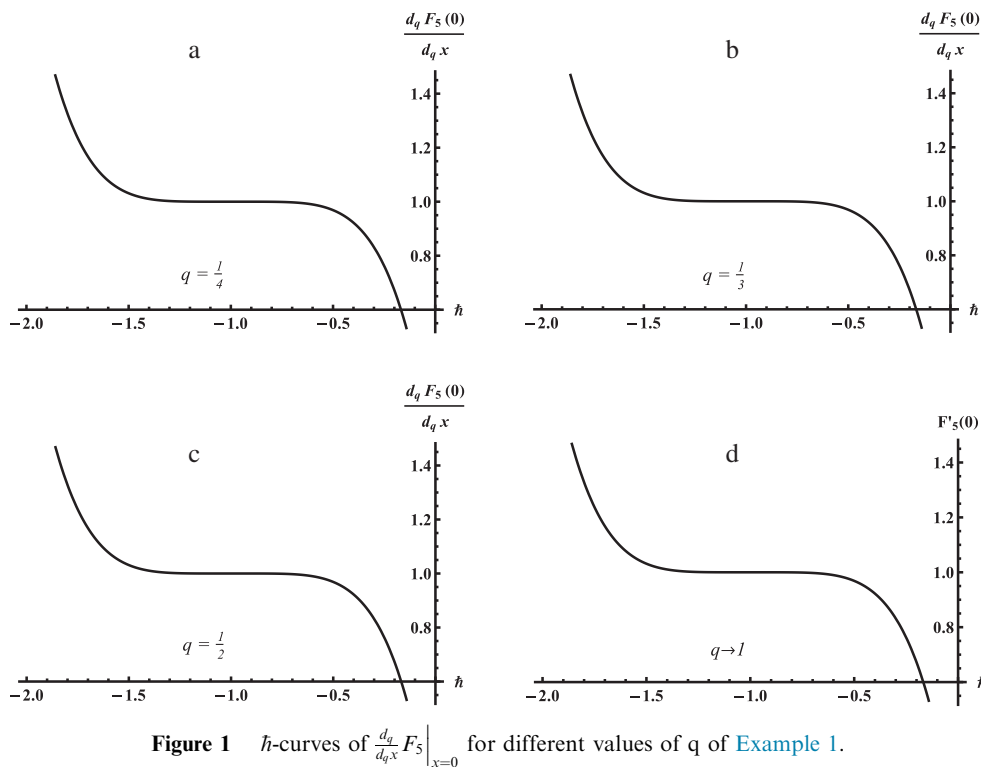 d_q F_5 (0)
d_q x
a
1.4
1.2
1.0
0.8
q = 1/4
−2.0 −1.5 −1.0 −0.5 ℏ
d_q F_5 (0)
d_q x
b
1.4
1.2
1.0
0.8
q = 1/3
−2.0 −1.5 −1.0 −0.5 ℏ
d_q F_5 (0)
d_q x
c
1.4
1.2
1.0
0.8
q = 1/2
−2.0 −1.5 −1.0 −0.5 ℏ
F'_5(0)
d
1.4
1.2
1.0
0.8
q→1
−2.0 −1.5 −1.0 −0.5 ℏ
Figure 1 ℏ-curves of d_q/d_q x F_5|_{x=0} for different values of q of Example 1.